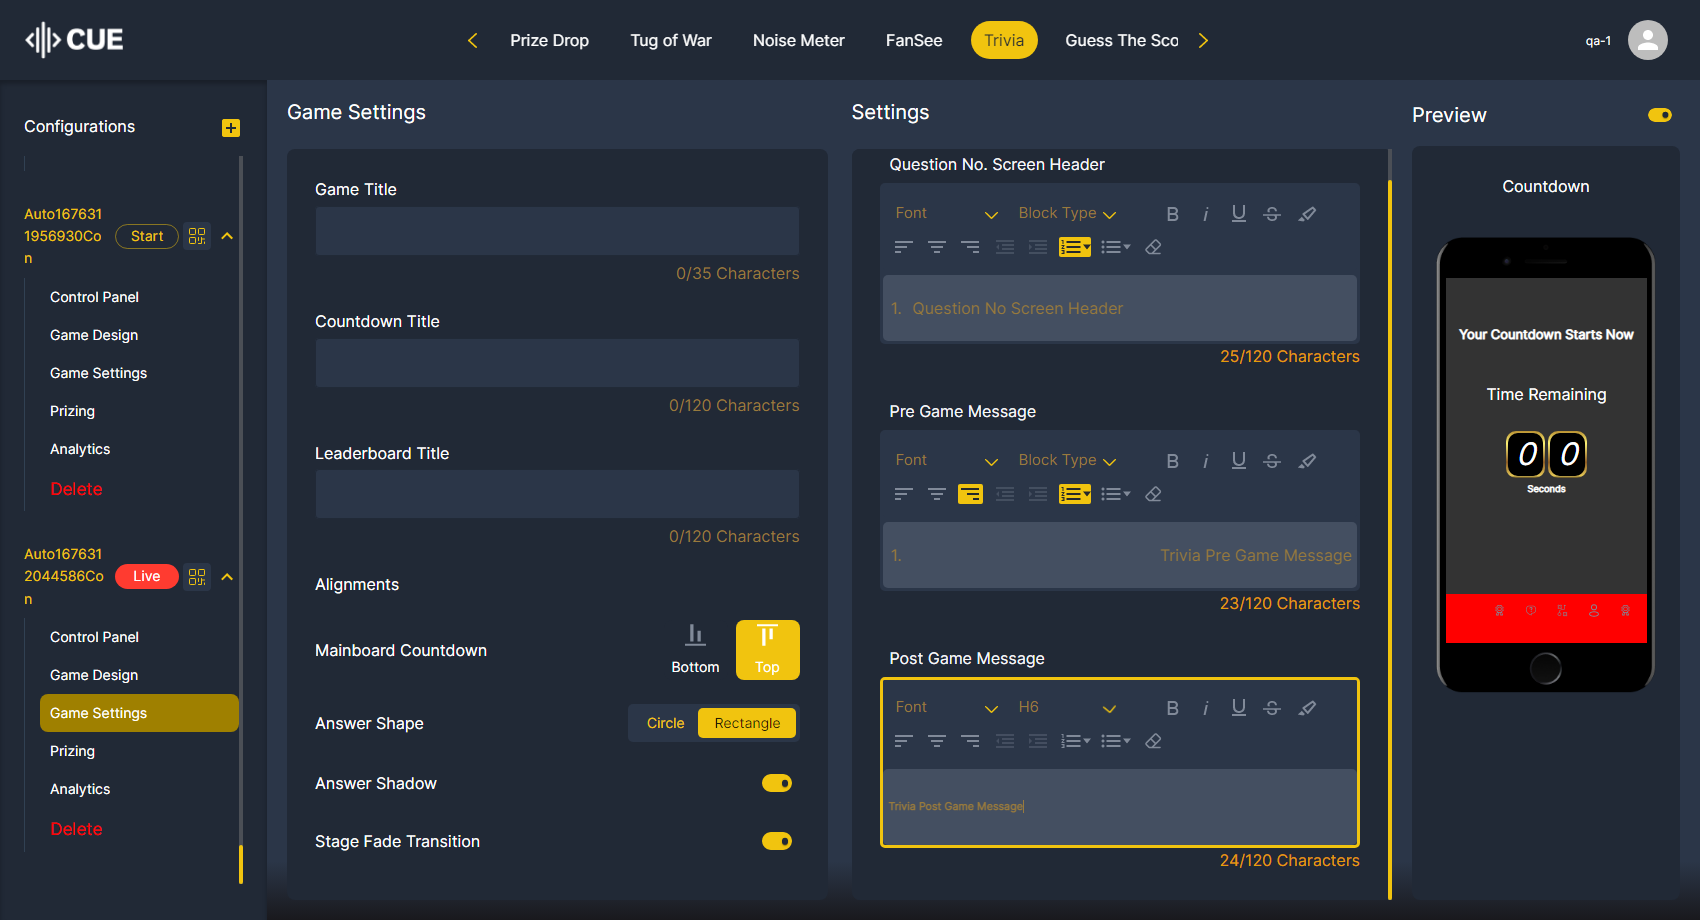 CUE
Prize Drop
Tug of War
Noise Meter
FanSee
Trivia
Guess The Sco
qa-1
Configurations
Auto167631
1956930Co
n
Start
Control Panel
Game Design
Game Settings
Prizing
Analytics
Delete
Auto167631
2044586Co
n
Live
Control Panel
Game Design
Game Settings
Prizing
Analytics
Delete
Game Settings
Game Title
0/35 Characters
Countdown Title
0/120 Characters
Leaderboard Title
0/120 Characters
Alignments
Mainboard Countdown
Bottom
Top
Answer Shape
Circle
Rectangle
Answer Shadow
Stage Fade Transition
Settings
Question No. Screen Header
Font
Block Type
B
i
U
S
1. Question No Screen Header
25/120 Characters
Pre Game Message
Font
Block Type
B
i
U
S
1. Trivia Pre Game Message
23/120 Characters
Post Game Message
Font
H6
B
i
U
S
Trivia Post Game Message
24/120 Characters
Preview
Countdown
Your Countdown Starts Now
Time Remaining
0 0
Seconds